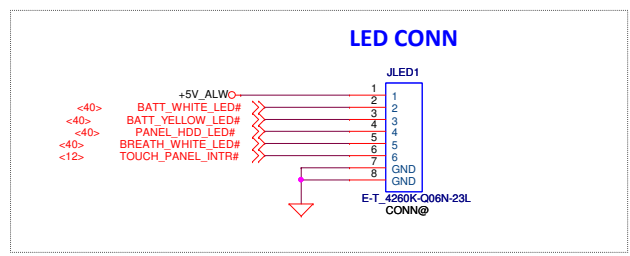 LED CONN
JLED1
+5V_ALW 1 1
<40> BATT_WHITE_LED# 2 2
<40> BATT_YELLOW_LED# 3 3
<40> PANEL_HDD_LED# 4 4
<40> BREATH_WHITE_LED# 5 5
<12> TOUCH_PANEL_INTR# 6 6
7 GND
8 GND
E-T_4260K-Q06N-23L
CONN@